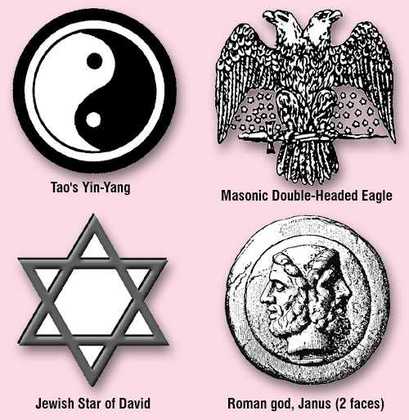 Tao's Yin-Yang
Masonic Double-Headed Eagle
Jewish Star of David
Roman god, Janus (2 faces)